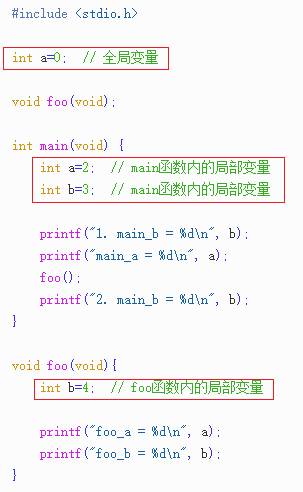 #include <stdio.h>
int a=0;  // 全局变量
void foo(void);
int main(void) {
    int a=2;  // main函数内的局部变量
    int b=3;  // main函数内的局部变量
    printf("1. main_b = %d\n", b);
    printf("main_a = %d\n", a);
    foo();
    printf("2. main_b = %d\n", b);
}
void foo(void){
    int b=4;  // foo函数内的局部变量
    printf("foo_a = %d\n", a);
    printf("foo_b = %d\n", b);
}